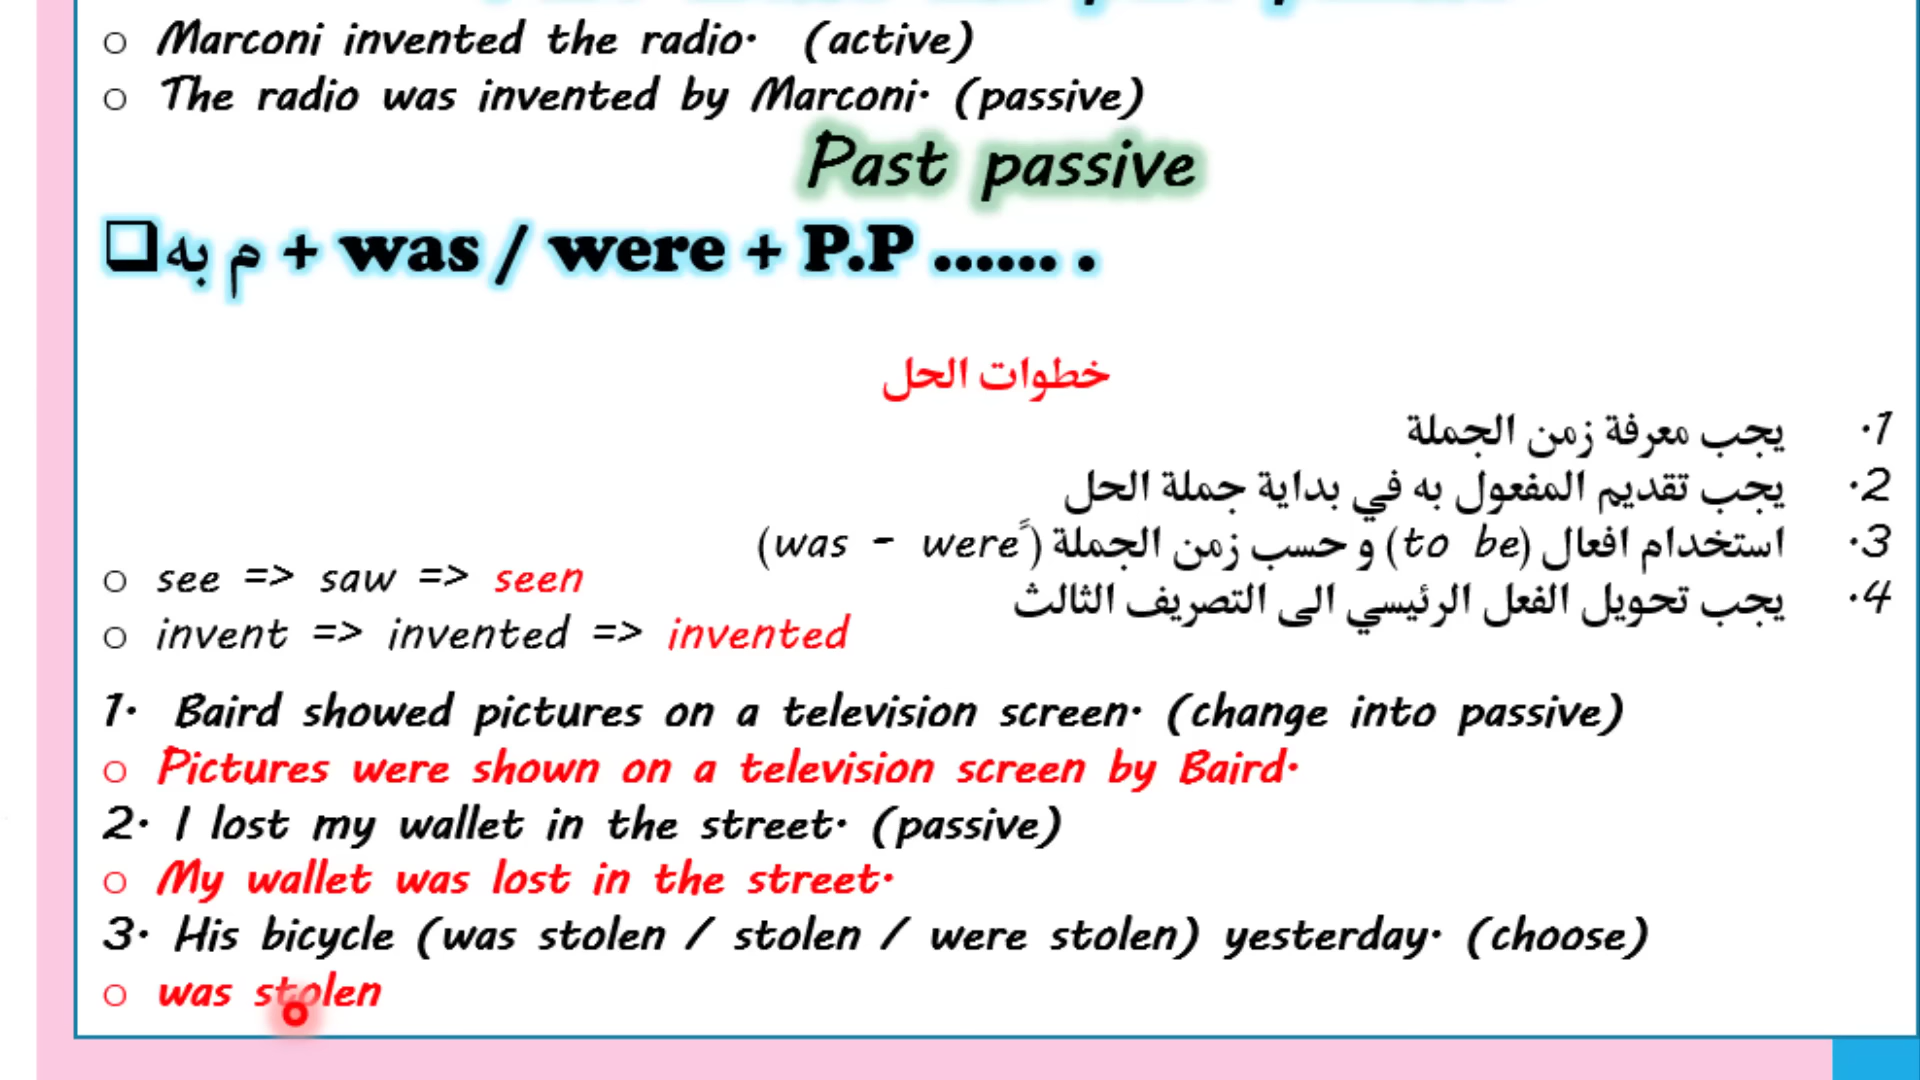 Marconi invented the radio. (active)
The radio was invented by Marconi. (passive)
Past passive
م به + was / were + P.P ...... .
خطوات الحل
1. يجب معرفة زمن الجملة
2. يجب تقديم المفعول به في بداية جملة الحل
3. استخدام افعال (to be) و حسب زمن الجملة (was - were)
4. يجب تحويل الفعل الرئيسي الى التصريف الثالث
see => saw => seen
invent => invented => invented
1. Baird showed pictures on a television screen. (change into passive)
Pictures were shown on a television screen by Baird.
2. I lost my wallet in the street. (passive)
My wallet was lost in the street.
3. His bicycle (was stolen / stolen / were stolen) yesterday. (choose)
was stolen